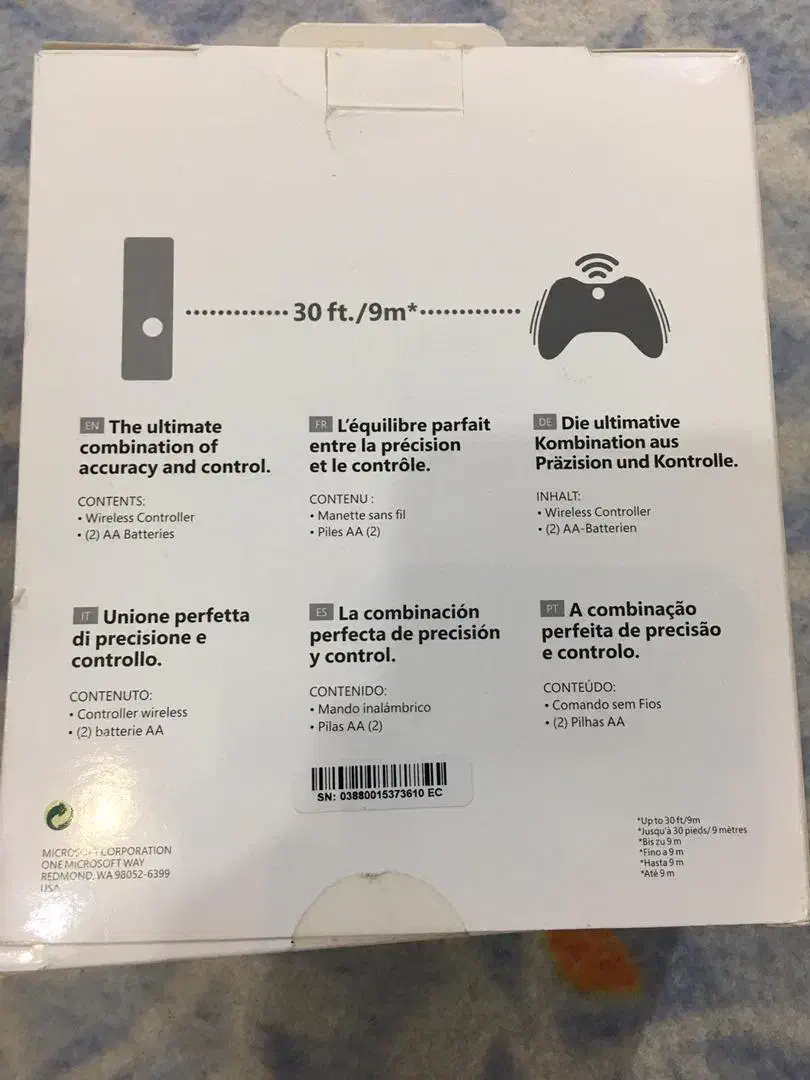 30 ft./9m*
EN The ultimate
combination of
accuracy and control.
CONTENTS:
• Wireless Controller
• (2) AA Batteries
FR L'équilibre parfait
entre la précision
et le contrôle.
CONTENU :
• Manette sans fil
• Piles AA (2)
DE Die ultimative
Kombination aus
Präzision und Kontrolle.
INHALT:
• Wireless Controller
• (2) AA-Batterien
IT Unione perfetta
di precisione e
controllo.
CONTENUTO:
• Controller wireless
• (2) batterie AA
ES La combinación
perfecta de precisión
y control.
CONTENIDO:
• Mando inalámbrico
• Pilas AA (2)
PT A combinação
perfeita de precisão
e controlo.
CONTEÚDO:
• Comando sem Fios
• (2) Pilhas AA
SN: 03880015373610 EC
MICROSOFT CORPORATION
ONE MICROSOFT WAY
REDMOND, WA 98052-6399
USA
*Up to 30 ft/9m
*Jusqu'à 30 pieds/ 9 mètres
*Bis zu 9 m
*Fino a 9 m
*Hasta 9 m
*Até 9 m